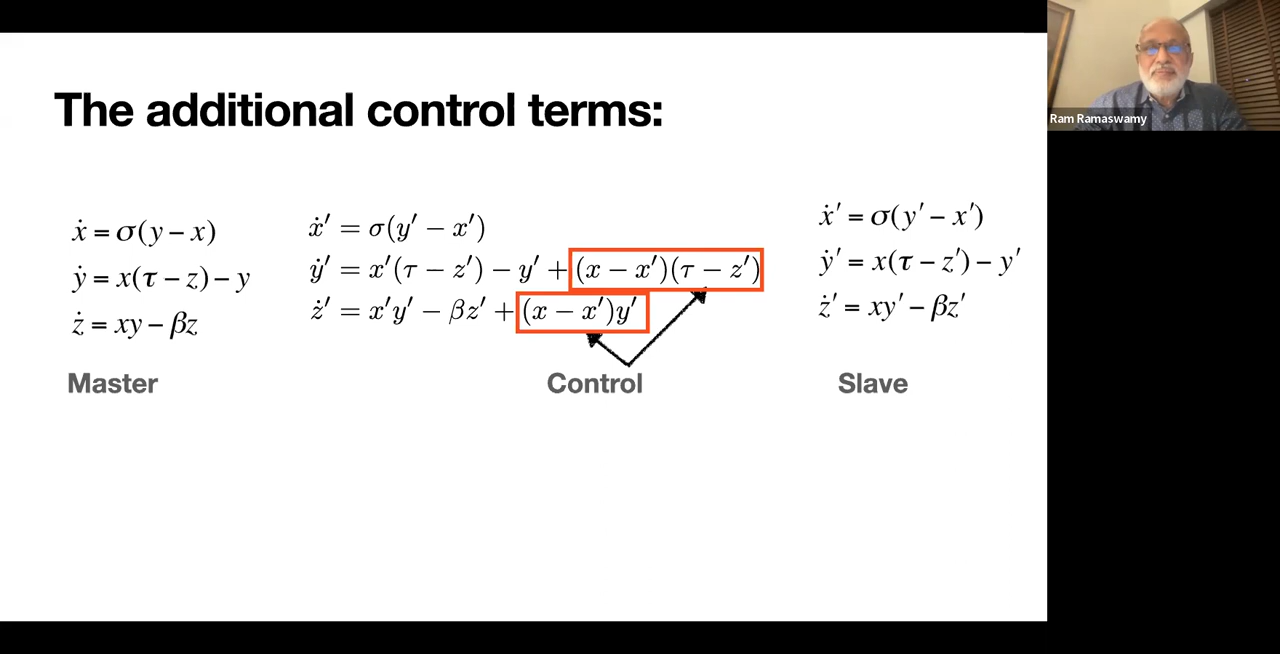 The additional control terms:
ẋ = σ(y − x)
ẏ = x(τ − z) − y
ż = xy − βz
Master
ẋ′ = σ(y′ − x′)
ẏ′ = x′(τ − z′) − y′ + (x − x′)(τ − z′)
ż′ = x′y′ − βz′ + (x − x′)y′
Control
ẋ′ = σ(y′ − x′)
ẏ′ = x(τ − z′) − y′
ż′ = xy′ − βz′
Slave
Ram Ramaswamy